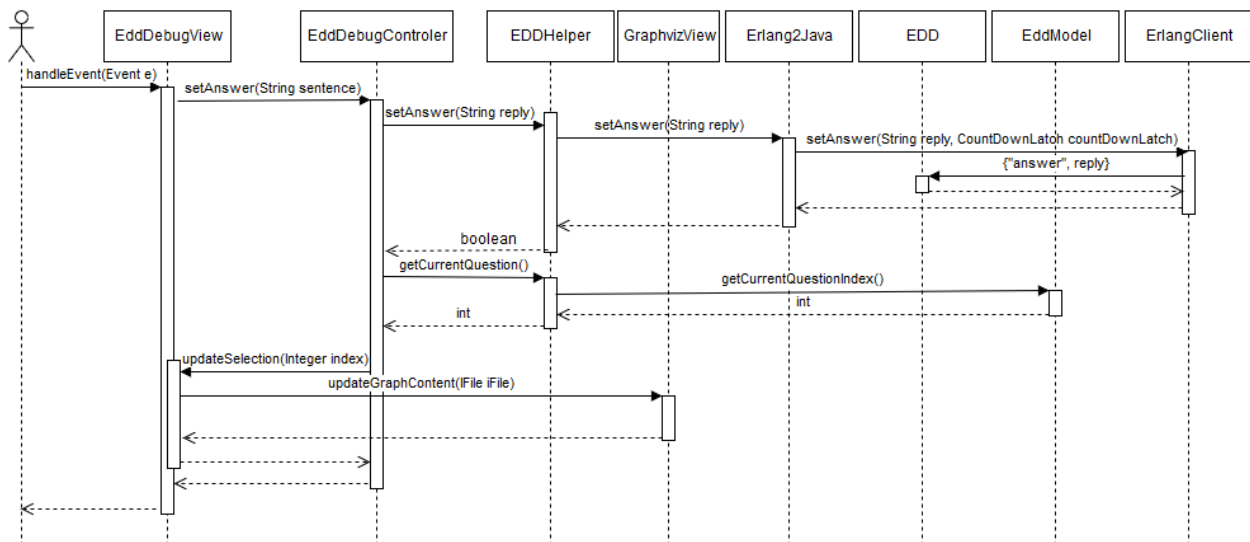 EddDebugView
EddDebugControler
EDDHelper
GraphvizView
Erlang2Java
EDD
EddModel
ErlangClient
handleEvent(Event e)
setAnswer(String sentence)
setAnswer(String reply)
setAnswer(String reply)
setAnswer(String reply, CountDownLatch countDownLatch)
{"answer", reply}
boolean
getCurrentQuestion()
getCurrentQuestionIndex()
int
int
updateSelection(Integer index)
updateGraphContent(IFile iFile)